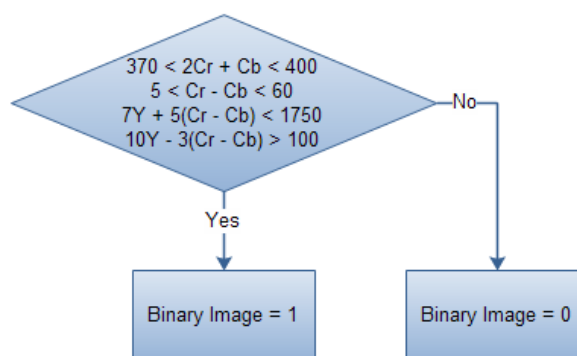 370 < 2Cr + Cb < 400
5 < Cr - Cb < 60
7Y + 5(Cr - Cb) < 1750
10Y - 3(Cr - Cb) > 100
No
Yes
Binary Image = 1
Binary Image = 0